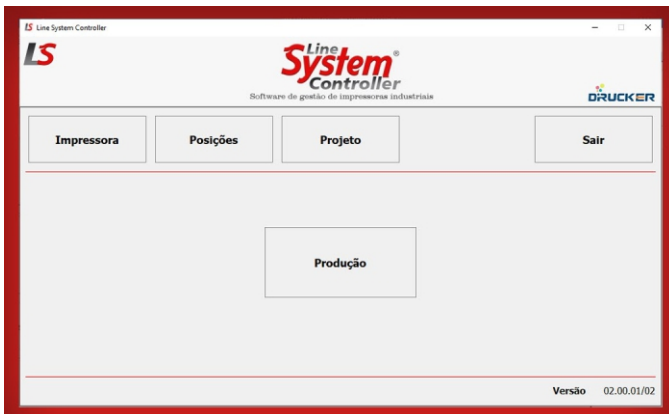 LS Line System Controller
LS
Line
System®
Controller
Software de gestão de impressoras industriais
DRUCKER
Impressora
Posições
Projeto
Sair
Produção
Versão 02.00.01/02